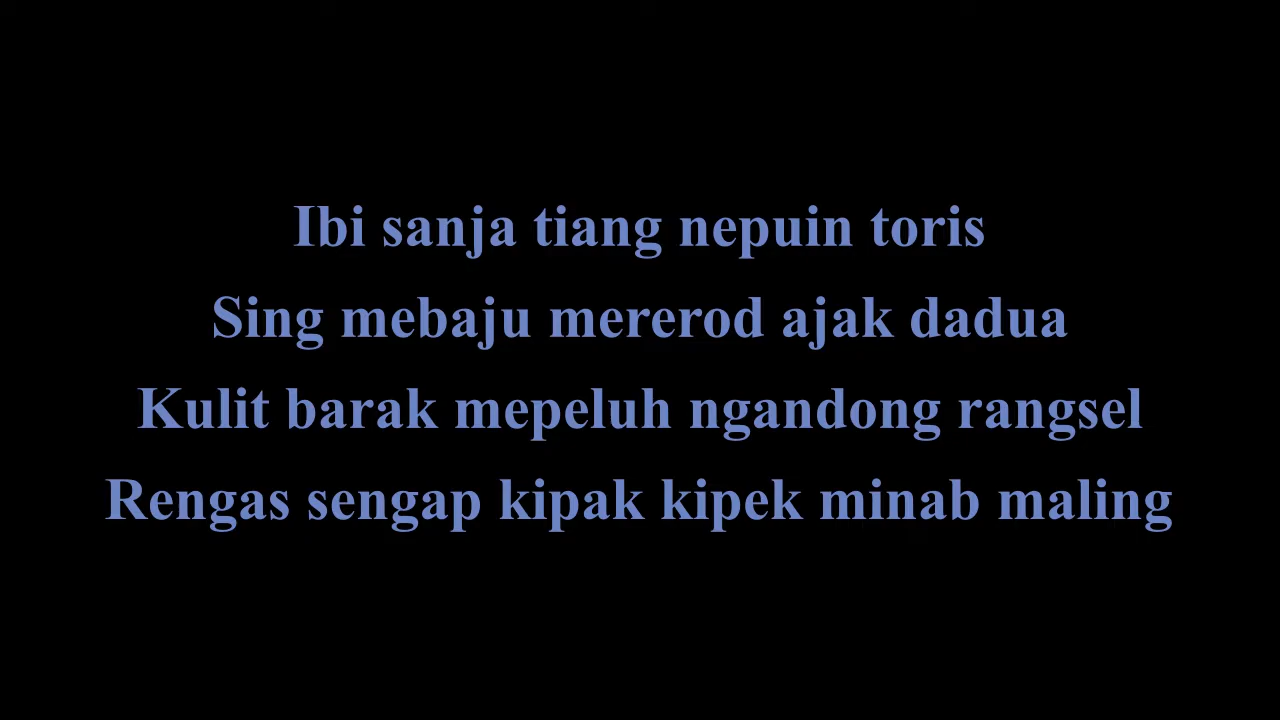 Ibi sanja tiang nepuin toris
Sing mebaju mererod ajak dadua
Kulit barak mepeluh ngandong rangsel
Rengas sengap kipak kipek minab maling